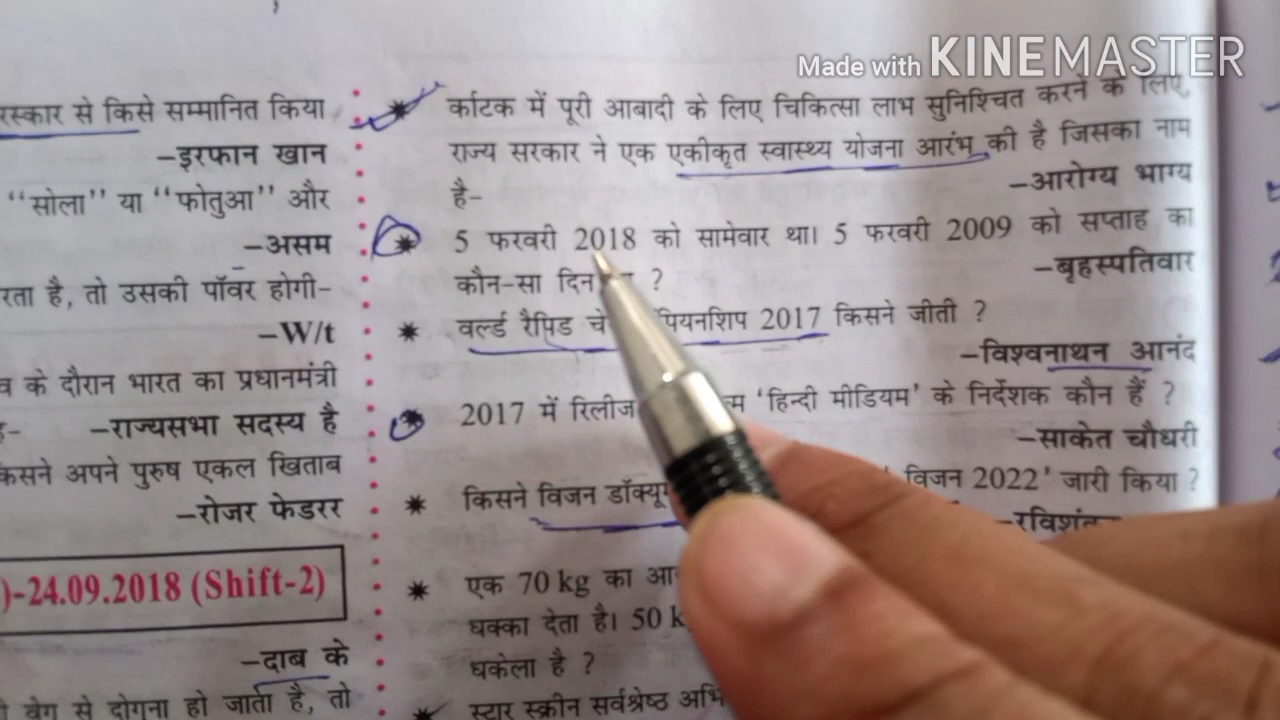 Made with KINEMASTER
रस्कार से किसे सम्मानित किया
–इरफान खान
“सोला” या “फोतुआ” और
–असम
रता है, तो उसकी पॉवर होगी-
–W/t
व के दौरान भारत का प्रधानमंत्री
–राज्यसभा सदस्य है
केसने अपने पुरुष एकल खिताब
–रोजर फेडरर
)-24.09.2018 (Shift-2)
–दाब के
वेग से दोगुना हो जाता है, तो
र्काटक में पूरी आबादी के लिए चिकित्सा लाभ सुनिश्चित करने के लिए,
राज्य सरकार ने एक एकीकृत स्वास्थ्य योजना आरंभ की है जिसका नाम
है- –आरोग्य भाग्य
5 फरवरी 2018 को सामेवार था। 5 फरवरी 2009 को सप्ताह का
कौन-सा दिन ? –बृहस्पतिवार
वर्ल्ड रैपिड चे पियनशिप 2017 किसने जीती ?
–विश्वनाथन आनंद
2017 में रिलीज ‘हिन्दी मीडियम’ के निर्देशक कौन हैं ?
–साकेत चौधरी
किसने विजन डॉक्यूम विजन 2022’ जारी किया ?
–रविशंकर
एक 70 kg का आ
धक्का देता है। 50 k
धकेला है ?
स्टार स्क्रीन सर्वश्रेष्ठ अभि